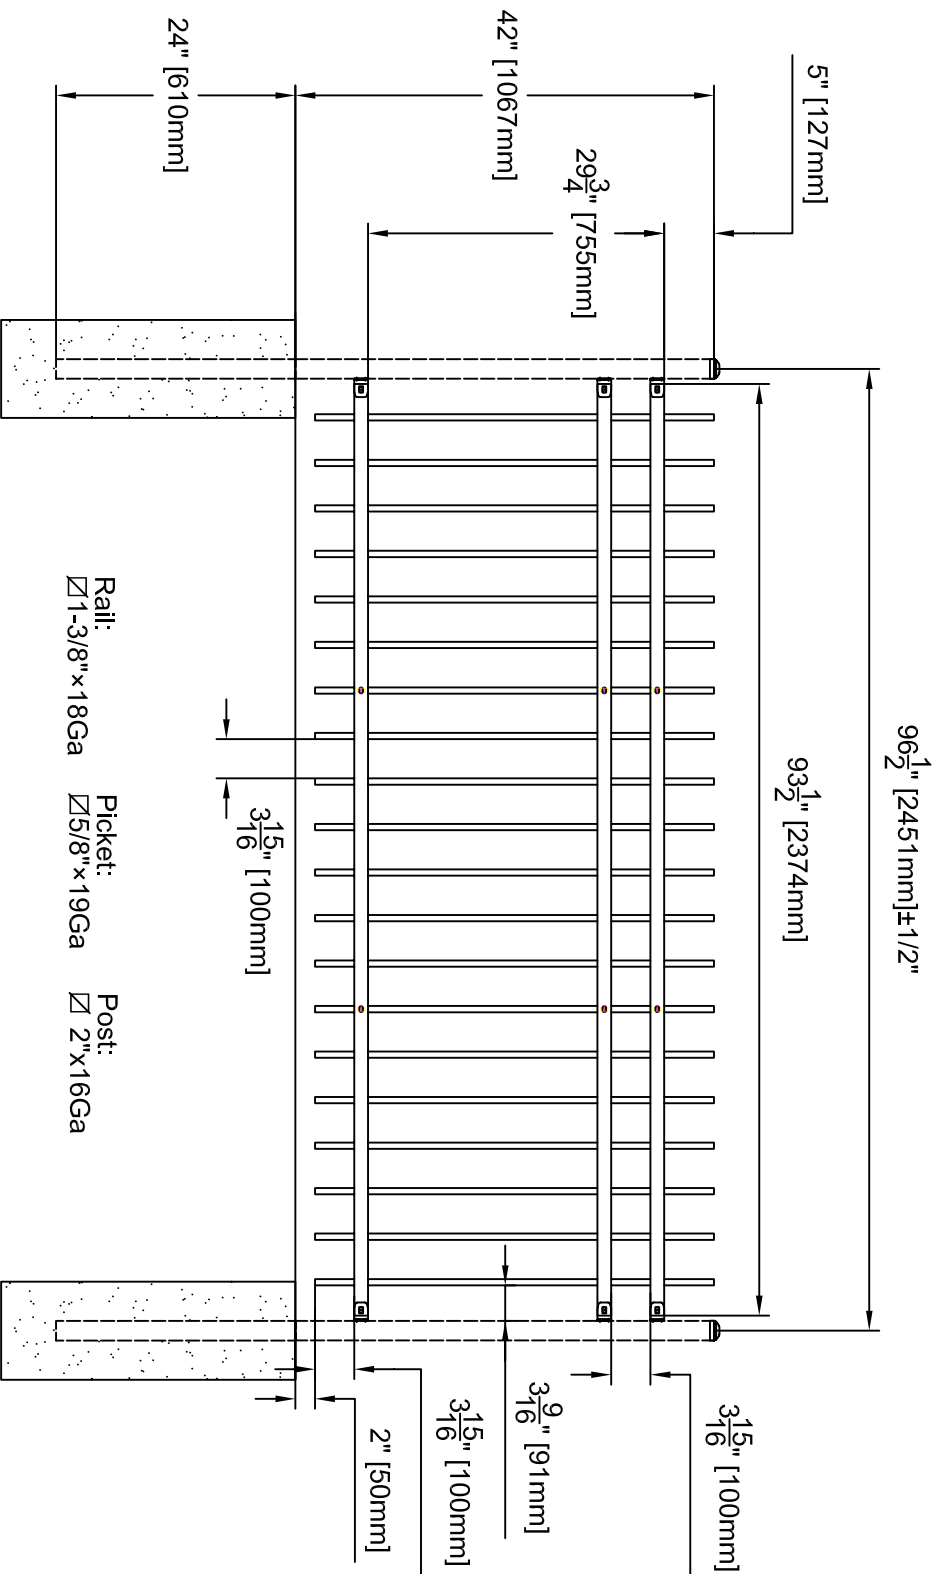 96 1/2" [2451mm]±1/2"
93 1/2" [2374mm]
5" [127mm]
42" [1067mm]
29 3/4" [755mm]
24" [610mm]
3 15/16" [100mm]
3 9/16" [91mm]
3 15/16" [100mm]
2" [50mm]
3 15/16" [100mm]
Rail:
⍁1-3/8"×18Ga
Picket:
⍁5/8"×19Ga
Post:
⍁ 2"x16Ga